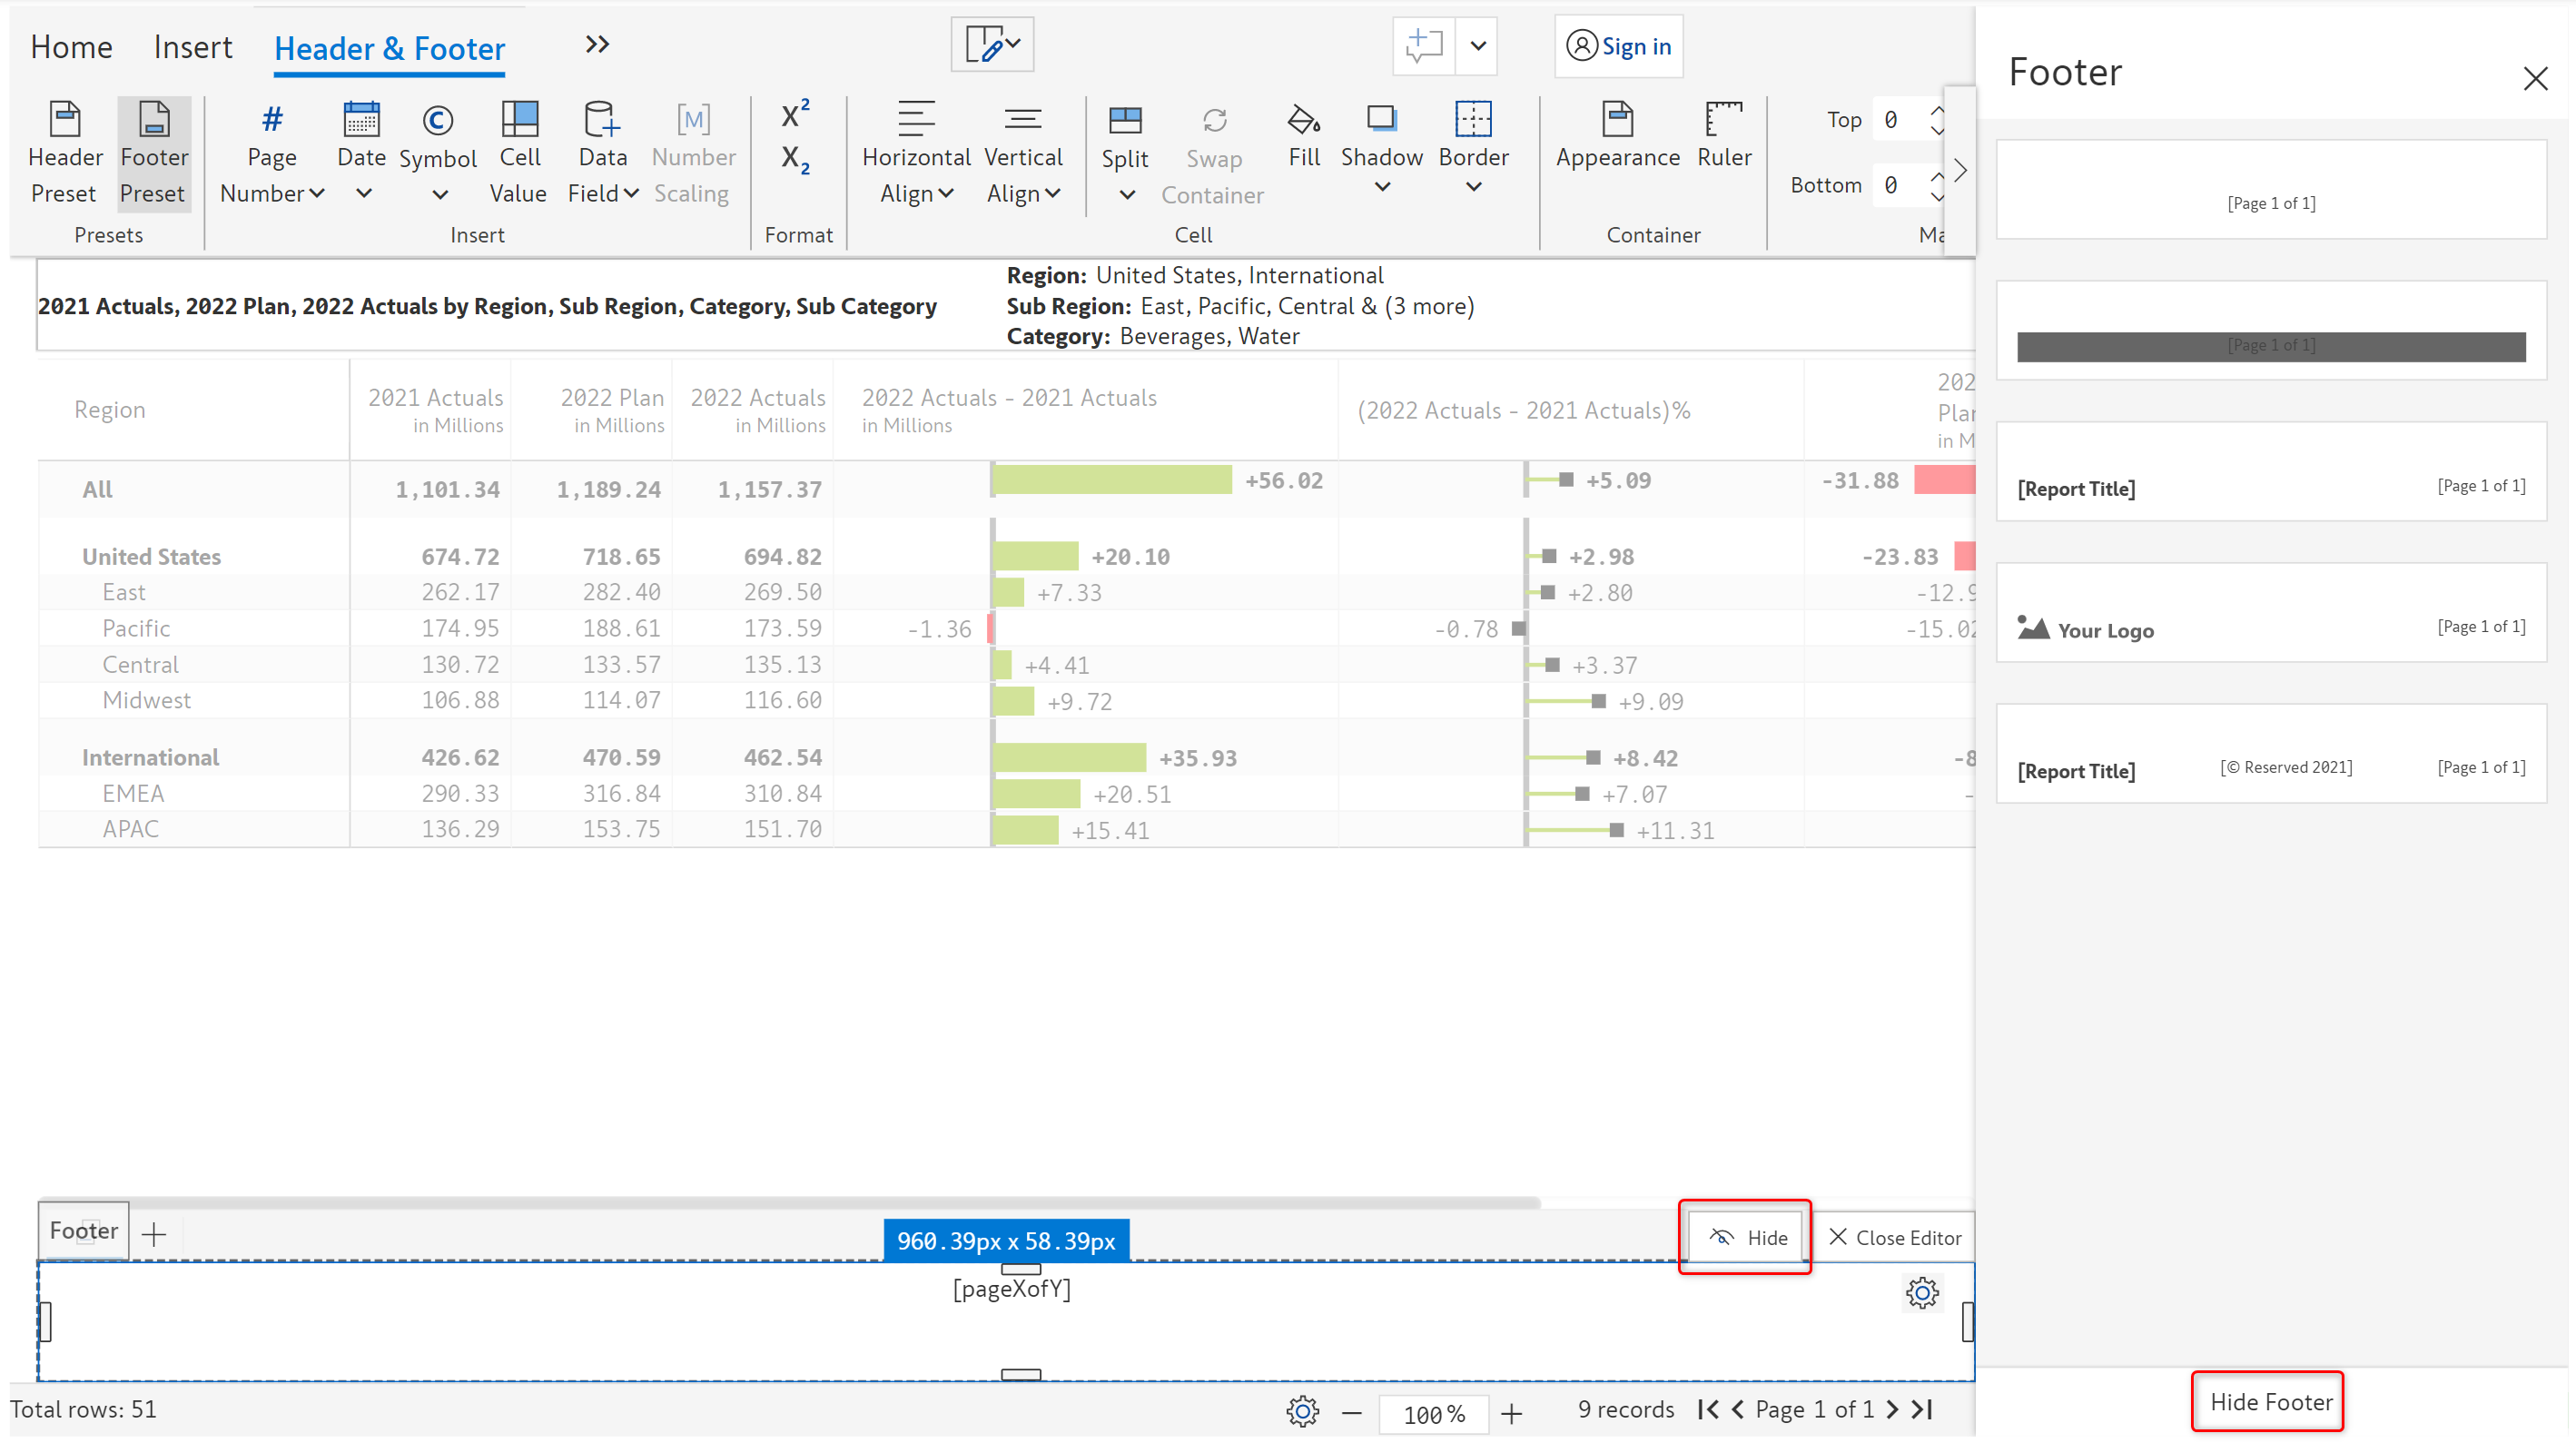 Home Insert Header & Footer
Sign in
Header Preset
Footer Preset
Presets
# Page Number
Date
Symbol
Cell Value
Data Field
[M] Number Scaling
Insert
X²
X₂
Format
Horizontal Align
Vertical Align
Split
Swap Container
Fill
Shadow
Border
Cell
Appearance
Ruler
Container
Top 0
Bottom 0
2021 Actuals, 2022 Plan, 2022 Actuals by Region, Sub Region, Category, Sub Category
Region: United States, International
Sub Region: East, Pacific, Central & (3 more)
Category: Beverages, Water
Region
2021 Actuals in Millions
2022 Plan in Millions
2022 Actuals in Millions
2022 Actuals - 2021 Actuals in Millions
(2022 Actuals - 2021 Actuals)%
All 1,101.34 1,189.24 1,157.37 +56.02 +5.09 -31.88
United States 674.72 718.65 694.82 +20.10 +2.98 -23.83
East 262.17 282.40 269.50 +7.33 +2.80
Pacific 174.95 188.61 173.59 -1.36 -0.78 -15.02
Central 130.72 133.57 135.13 +4.41 +3.37
Midwest 106.88 114.07 116.60 +9.72 +9.09
International 426.62 470.59 462.54 +35.93 +8.42
EMEA 290.33 316.84 310.84 +20.51 +7.07
APAC 136.29 153.75 151.70 +15.41 +11.31
Footer
960.39px x 58.39px
Hide
Close Editor
[pageXofY]
Total rows: 51
100%
9 records
Page 1 of 1
Footer
[Page 1 of 1]
[Page 1 of 1]
[Report Title] [Page 1 of 1]
Your Logo [Page 1 of 1]
[Report Title] [© Reserved 2021] [Page 1 of 1]
Hide Footer